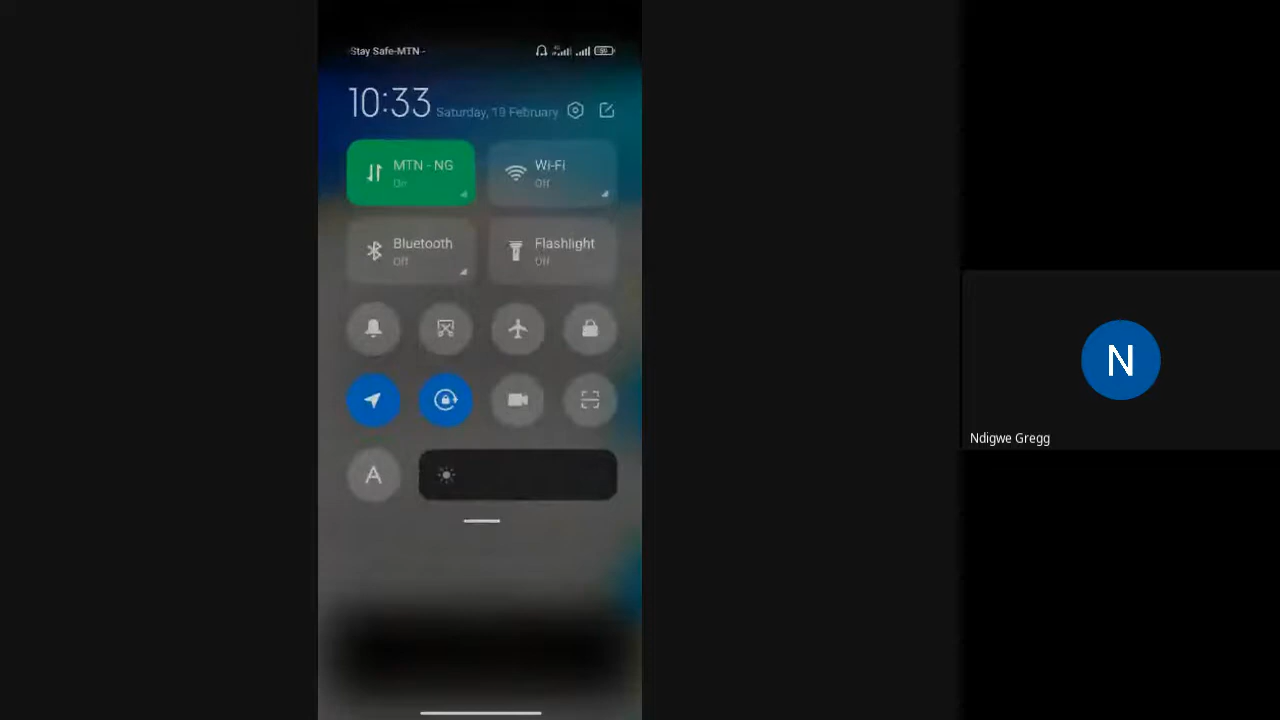 Stay Safe-MTN -
10:33 Saturday, 19 February
MTN - NG
On
Wi-Fi
Off
Bluetooth
Off
Flashlight
Off
A
N
Ndigwe Gregg